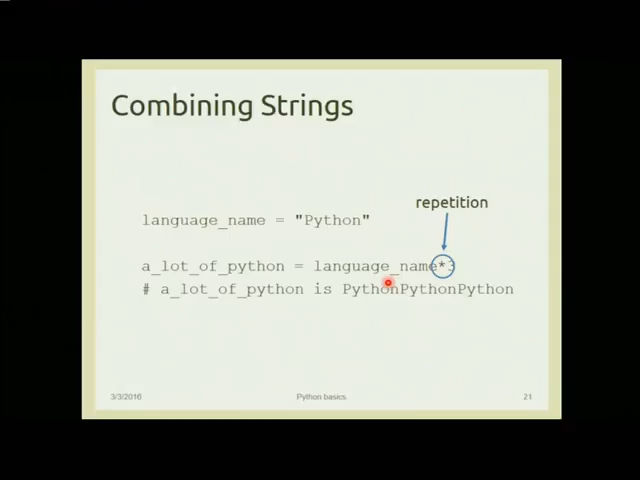 Combining Strings
repetition
language_name = "Python"
a_lot_of_python = language_name*3
# a_lot_of_python is PythonPythonPython
3/3/2016
Python basics
21